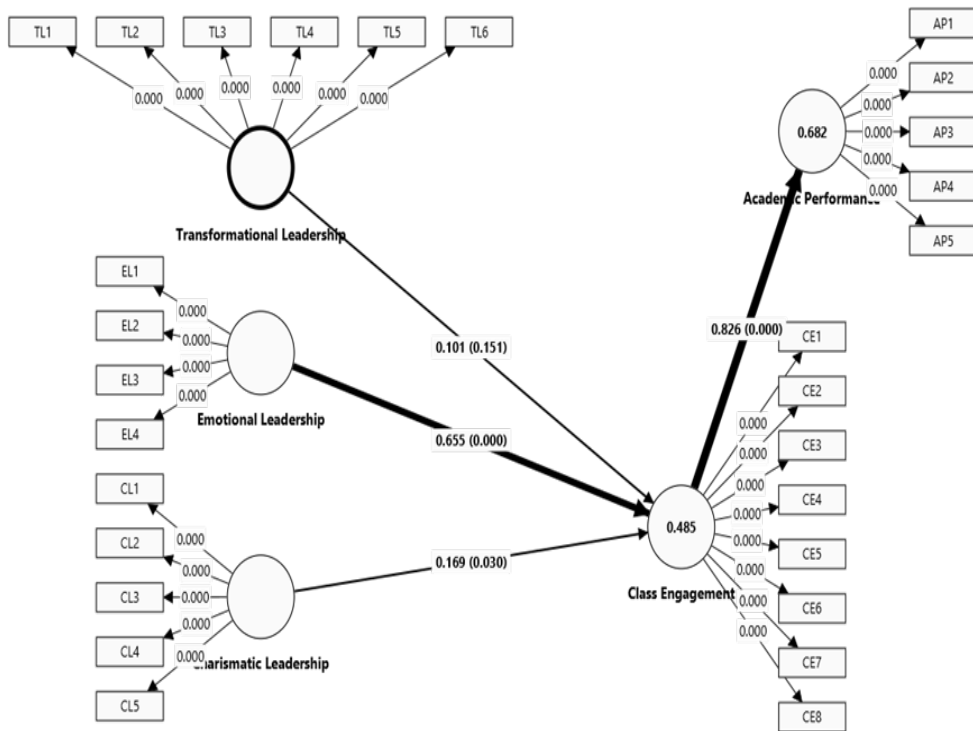 TL1 TL2 TL3 TL4 TL5 TL6
0.000 0.000 0.000 0.000 0.000 0.000
Transformational Leadership
AP1
AP2
AP3
AP4
AP5
0.000
0.000
0.000
0.000
0.000
0.682
Academic Performance
EL1
EL2
EL3
EL4
0.000
0.000
0.000
0.000
Emotional Leadership
0.101 (0.151)
0.655 (0.000)
0.169 (0.030)
0.826 (0.000)
CL1
CL2
CL3
CL4
CL5
0.000
0.000
0.000
0.000
0.000
Charismatic Leadership
0.485
Class Engagement
CE1
CE2
CE3
CE4
CE5
CE6
CE7
CE8
0.000
0.000
0.000
0.000
0.000
0.000
0.000
0.000